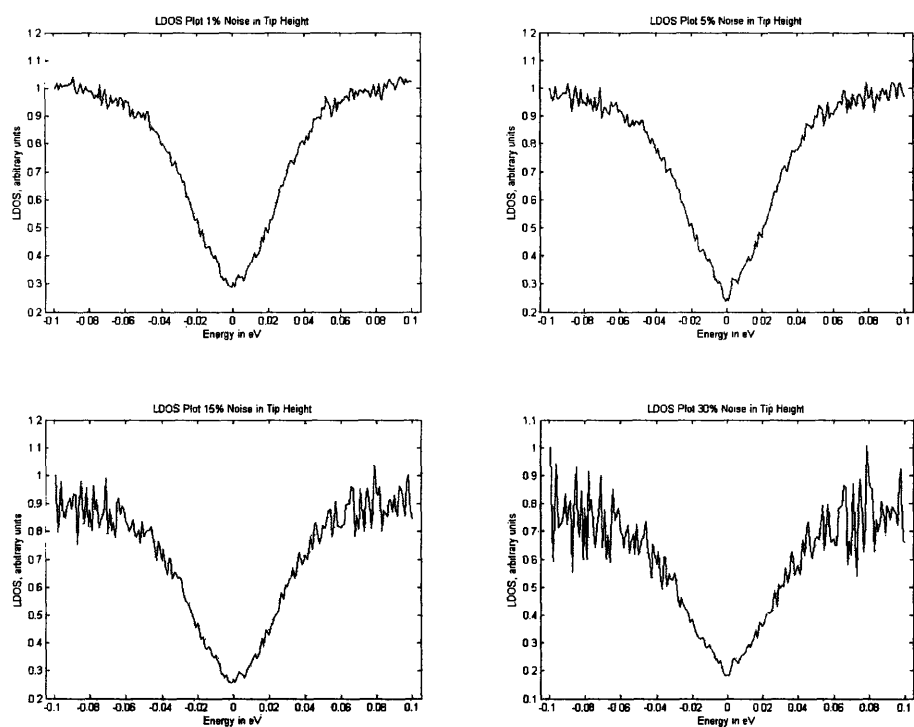 LDOS Plot 1% Noise in Tip Height
1.2
1.1
1
0.9
0.8
0.7
0.6
0.5
0.4
0.3
0.2
LDOS, arbitrary units
-0.1 -0.08 -0.06 -0.04 -0.02 0 0.02 0.04 0.06 0.08 0.1
Energy in eV
LDOS Plot 5% Noise in Tip Height
1.2
1.1
1
0.9
0.8
0.7
0.6
0.5
0.4
0.3
0.2
LDOS, arbitrary units
-0.1 -0.08 -0.06 -0.04 -0.02 0 0.02 0.04 0.06 0.08 0.1
Energy in eV
LDOS Plot 15% Noise in Tip Height
1.2
1.1
1
0.9
0.8
0.7
0.6
0.5
0.4
0.3
0.2
LDOS, arbitrary units
-0.1 -0.08 -0.06 -0.04 -0.02 0 0.02 0.04 0.06 0.08 0.1
Energy in eV
LDOS Plot 30% Noise in Tip Height
1.1
1
0.9
0.8
0.7
0.6
0.5
0.4
0.3
0.2
0.1
LDOS, arbitrary units
-0.1 -0.08 -0.06 -0.04 -0.02 0 0.02 0.04 0.06 0.08 0.1
Energy in eV